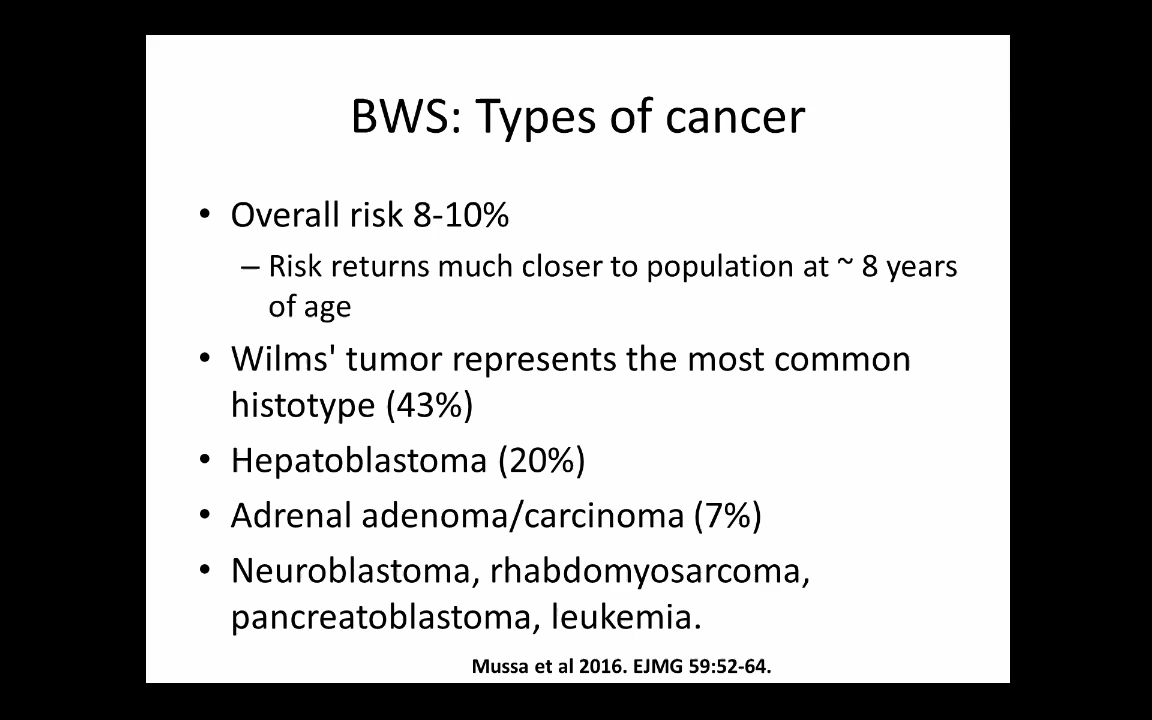 BWS: Types of cancer
• Overall risk 8-10%
– Risk returns much closer to population at ~ 8 years
of age
• Wilms' tumor represents the most common
histotype (43%)
• Hepatoblastoma (20%)
• Adrenal adenoma/carcinoma (7%)
• Neuroblastoma, rhabdomyosarcoma,
pancreatoblastoma, leukemia.
Mussa et al 2016. EJMG 59:52-64.